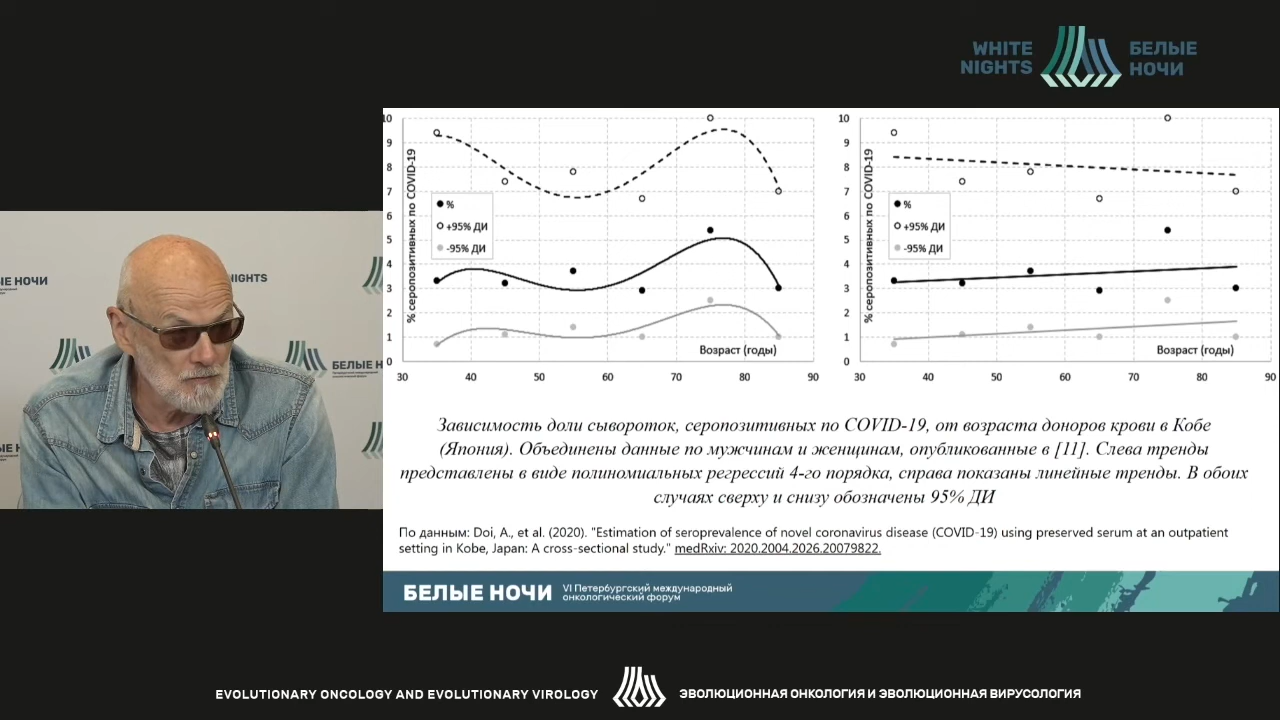 WHITE
NIGHTS
БЕЛЫЕ
НОЧИ
% серопозитивных по COVID-19
10
9
8
7
6
5
4
3
2
1
0
%
+95% ДИ
-95% ДИ
Возраст (годы)
30 40 50 60 70 80 90
% серопозитивных по COVID-19
10
9
8
7
6
5
4
3
2
1
0
%
+95% ДИ
-95% ДИ
Возраст (годы)
30 40 50 60 70 80 90
Зависимость доли сывороток, серопозитивных по COVID-19, от возраста доноров крови в Кобе
(Япония). Объединены данные по мужчинам и женщинам, опубликованные в [11]. Слева тренды
представлены в виде полиномиальных регрессий 4-го порядка, справа показаны линейные тренды. В обоих
случаях сверху и снизу обозначены 95% ДИ
По данным: Doi, A., et al. (2020). "Estimation of seroprevalence of novel coronavirus disease (COVID-19) using preserved serum at an outpatient
setting in Kobe, Japan: A cross-sectional study." medRxiv: 2020.2004.2026.20079822.
БЕЛЫЕ НОЧИ
VI Петербургский международный
онкологический форум
ЫЕ НОЧИ
NIGHTS
БЕЛЫЕ Н
EVOLUTIONARY ONCOLOGY AND EVOLUTIONARY VIROLOGY
ЭВОЛЮЦИОННАЯ ОНКОЛОГИЯ И ЭВОЛЮЦИОННАЯ ВИРУСОЛОГИЯ